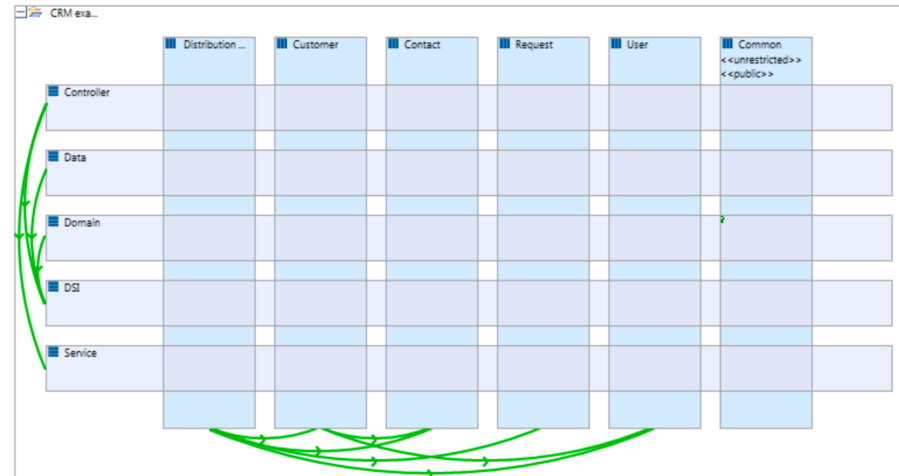 CRM exa...
Distribution ...
Customer
Contact
Request
User
Common
<<unrestricted>>
<<public>>
Controller
Data
Domain
DSI
Service